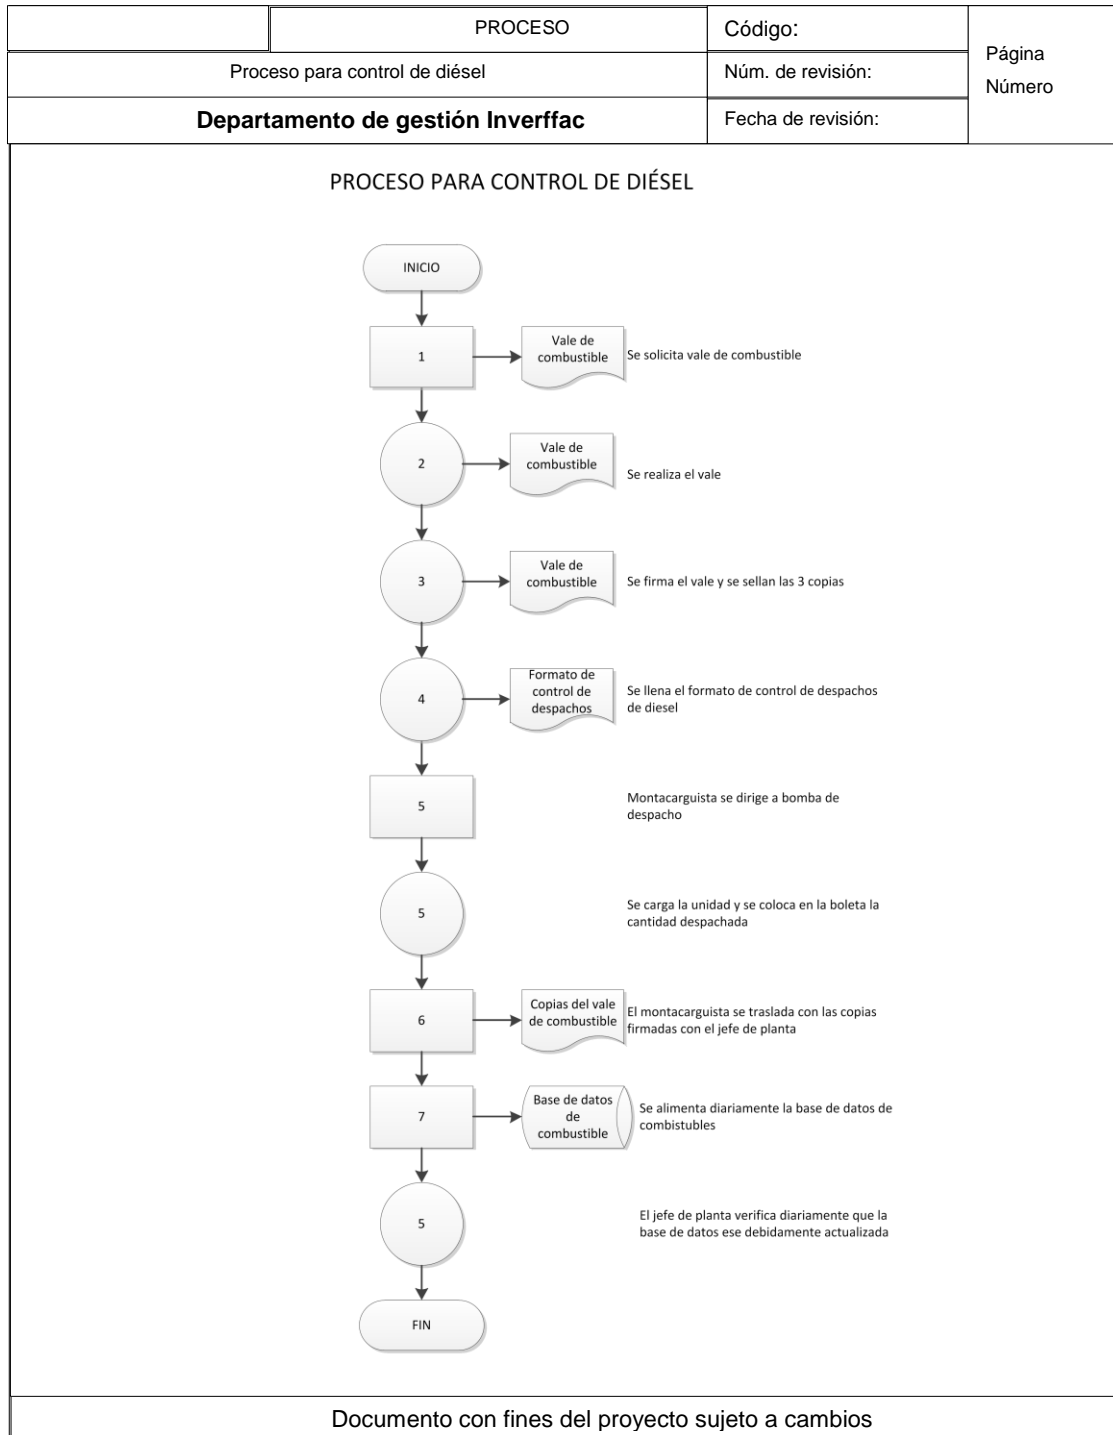 PROCESO
Código:
Página
Número
Proceso para control de diésel
Núm. de revisión:
Departamento de gestión Inverffac
Fecha de revisión:
PROCESO PARA CONTROL DE DIÉSEL
INICIO
1
Vale de
combustible
Se solicita vale de combustible
2
Vale de
combustible
Se realiza el vale
3
Vale de
combustible
Se firma el vale y se sellan las 3 copias
4
Formato de
control de
despachos
Se llena el formato de control de despachos
de diesel
5
Montacarguista se dirige a bomba de
despacho
5
Se carga la unidad y se coloca en la boleta la
cantidad despachada
6
Copias del vale
de combustible
El montacarguista se traslada con las copias
firmadas con el jefe de planta
7
Base de datos
de
combustible
Se alimenta diariamente la base de datos de
combistubles
5
El jefe de planta verifica diariamente que la
base de datos ese debidamente actualizada
FIN
Documento con fines del proyecto sujeto a cambios